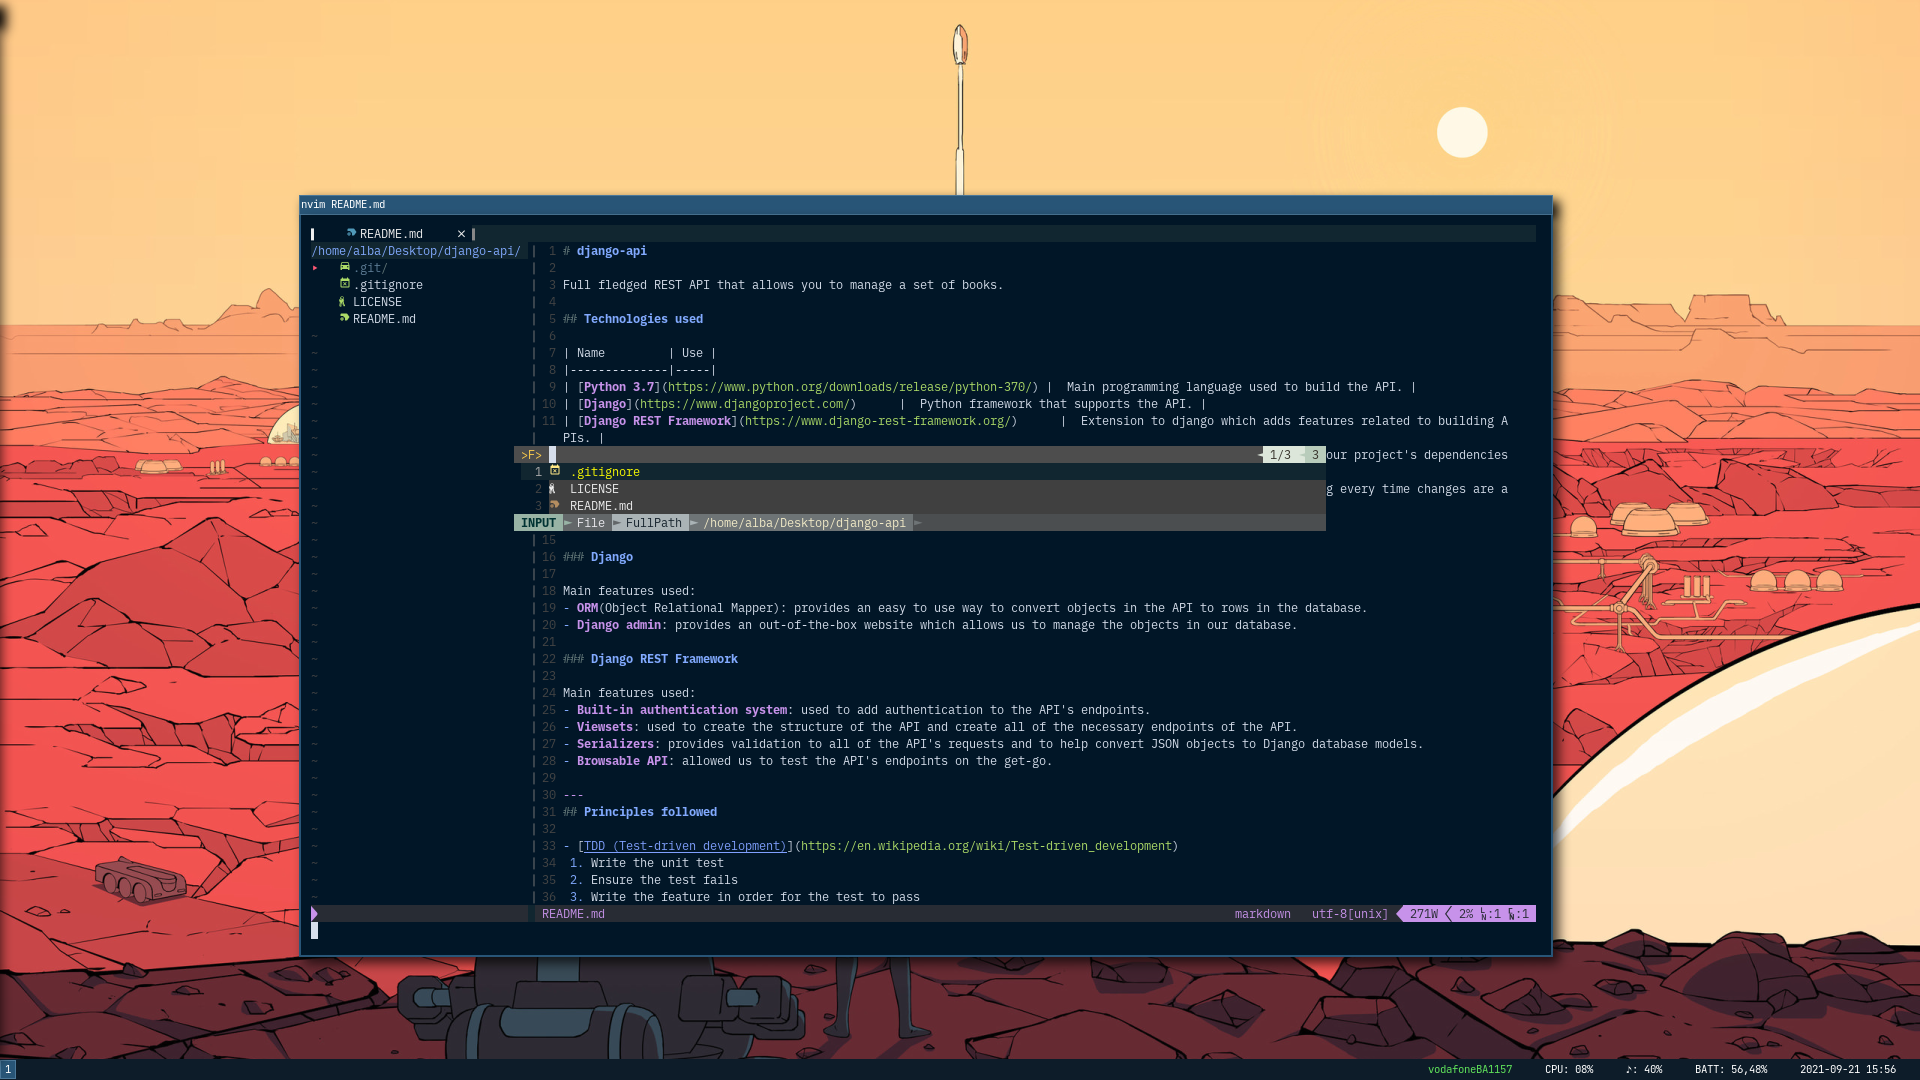 nvim README.md
README.md ×
/home/alba/Desktop/django-api/
▸ .git/
.gitignore
LICENSE
README.md
1 # django-api
2
3 Full fledged REST API that allows you to manage a set of books.
4
5 ## Technologies used
6
7 | Name | Use |
8 |--------------|-----|
9 | [Python 3.7](https://www.python.org/downloads/release/python-370/) | Main programming language used to build the API. |
10 | [Django](https://www.djangoproject.com/) | Python framework that supports the API. |
11 | [Django REST Framework](https://www.django-rest-framework.org/) | Extension to django which adds features related to building A
PIs. |
>F> 1/3 3 our project's dependencies
1 .gitignore
2 LICENSE g every time changes are a
3 README.md
INPUT File FullPath /home/alba/Desktop/django-api
15
16 ### Django
17
18 Main features used:
19 - ORM(Object Relational Mapper): provides an easy to use way to convert objects in the API to rows in the database.
20 - Django admin: provides an out-of-the-box website which allows us to manage the objects in our database.
21
22 ### Django REST Framework
23
24 Main features used:
25 - Built-in authentication system: used to add authentication to the API's endpoints.
26 - Viewsets: used to create the structure of the API and create all of the necessary endpoints of the API.
27 - Serializers: provides validation to all of the API's requests and to help convert JSON objects to Django database models.
28 - Browsable API: allowed us to test the API's endpoints on the get-go.
29
30 ---
31 ## Principles followed
32
33 - [TDD (Test-driven development)](https://en.wikipedia.org/wiki/Test-driven_development)
34 1. Write the unit test
35 2. Ensure the test fails
36 3. Write the feature in order for the test to pass
README.md markdown utf-8[unix] 271W 2% ㏑:1 ℅:1
1 vodafoneBA1157 CPU: 08% ♪: 40% BATT: 56,48% 2021-09-21 15:56